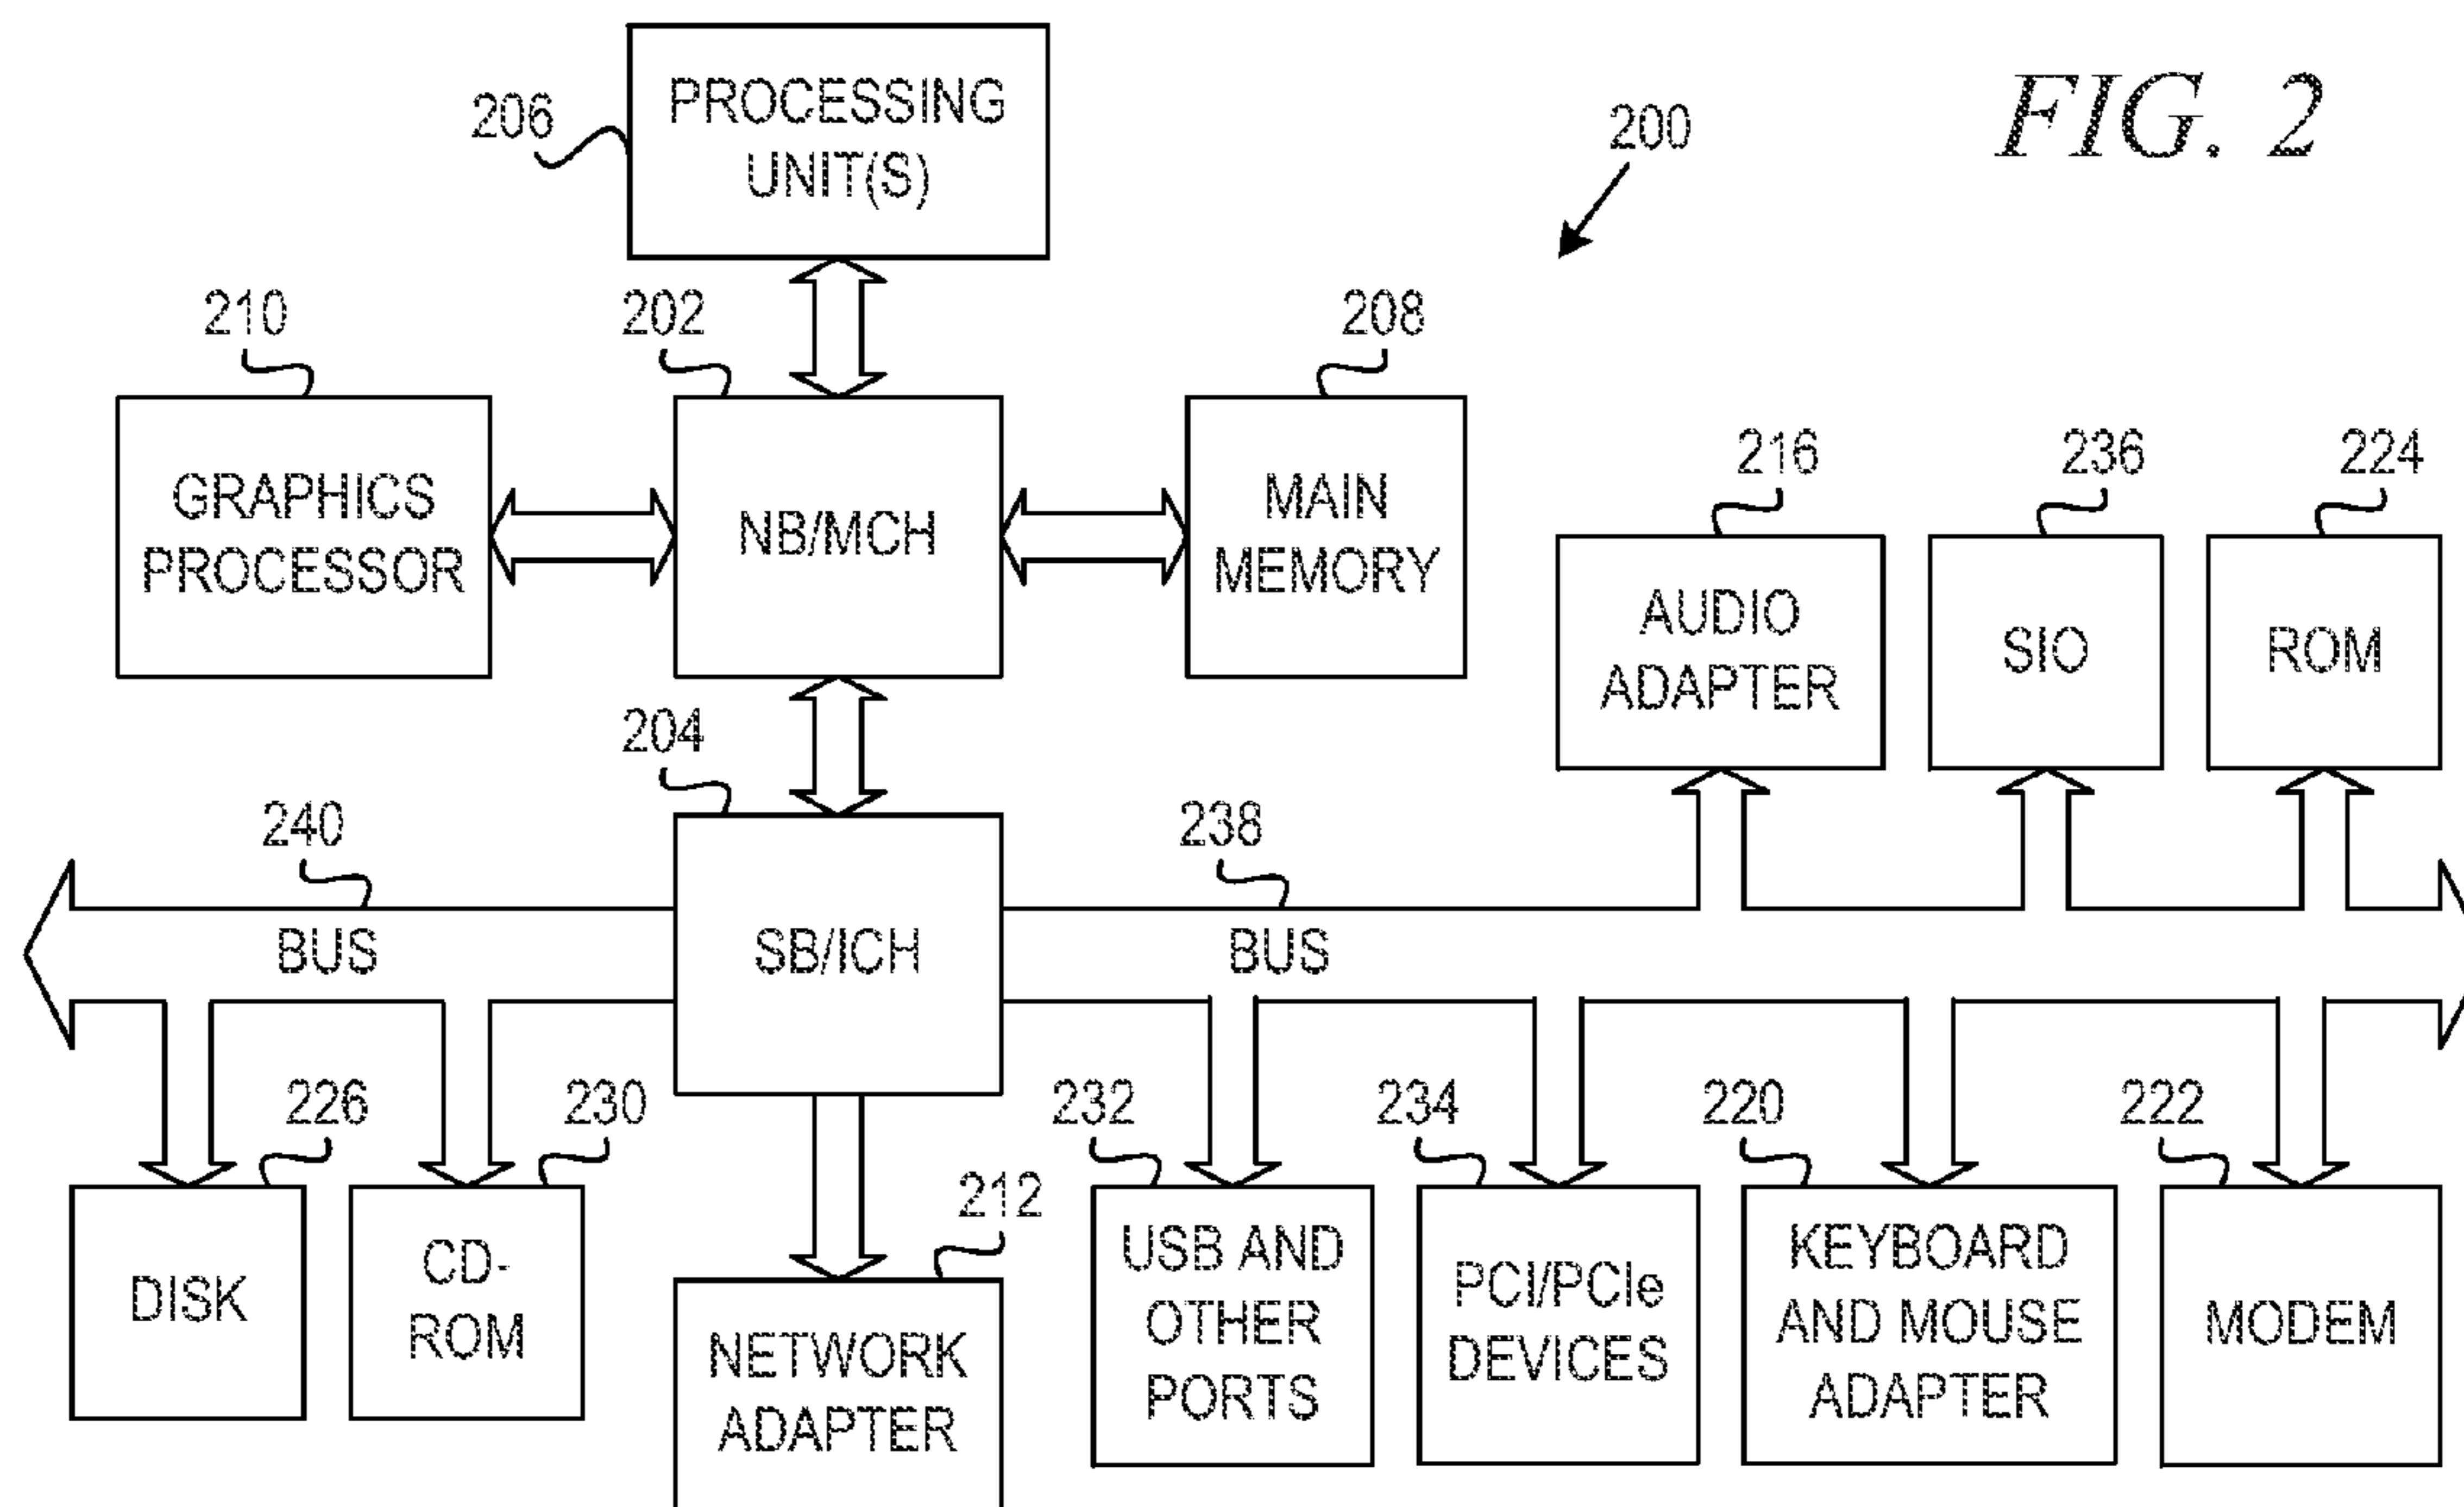 FIG. 2
200
206
PROCESSING
UNIT(S)
210
202
208
GRAPHICS
PROCESSOR
NB/MCH
MAIN
MEMORY
216
236
224
AUDIO
ADAPTER
SIO
ROM
204
240
238
BUS
SB/ICH
BUS
226
230
232
234
220
222
212
DISK
CD-
ROM
NETWORK
ADAPTER
USB AND
OTHER
PORTS
PCI/PCIe
DEVICES
KEYBOARD
AND MOUSE
ADAPTER
MODEM